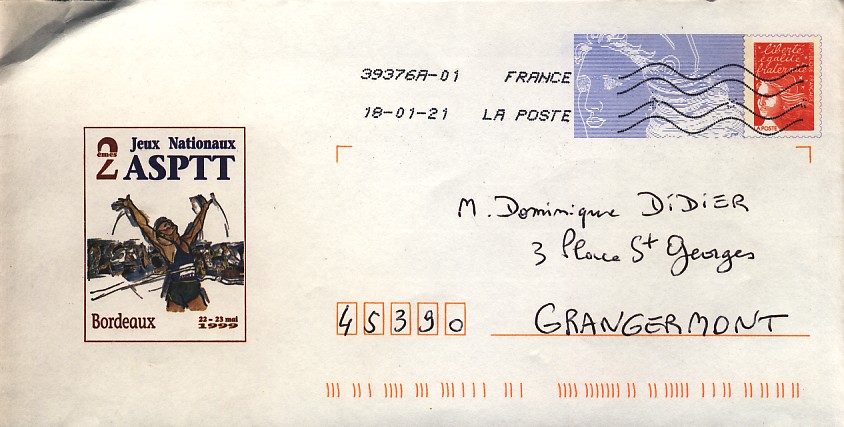 39376A-01 FRANCE
18-01-21 LA POSTE
Liberté
égalité
fraternité
LA POSTE
2èmes Jeux Nationaux
ASPTT
Bordeaux
22 - 23 mai
1999
M. Dominique DIDIER
3 Place St Georges
45390 GRANGERMONT